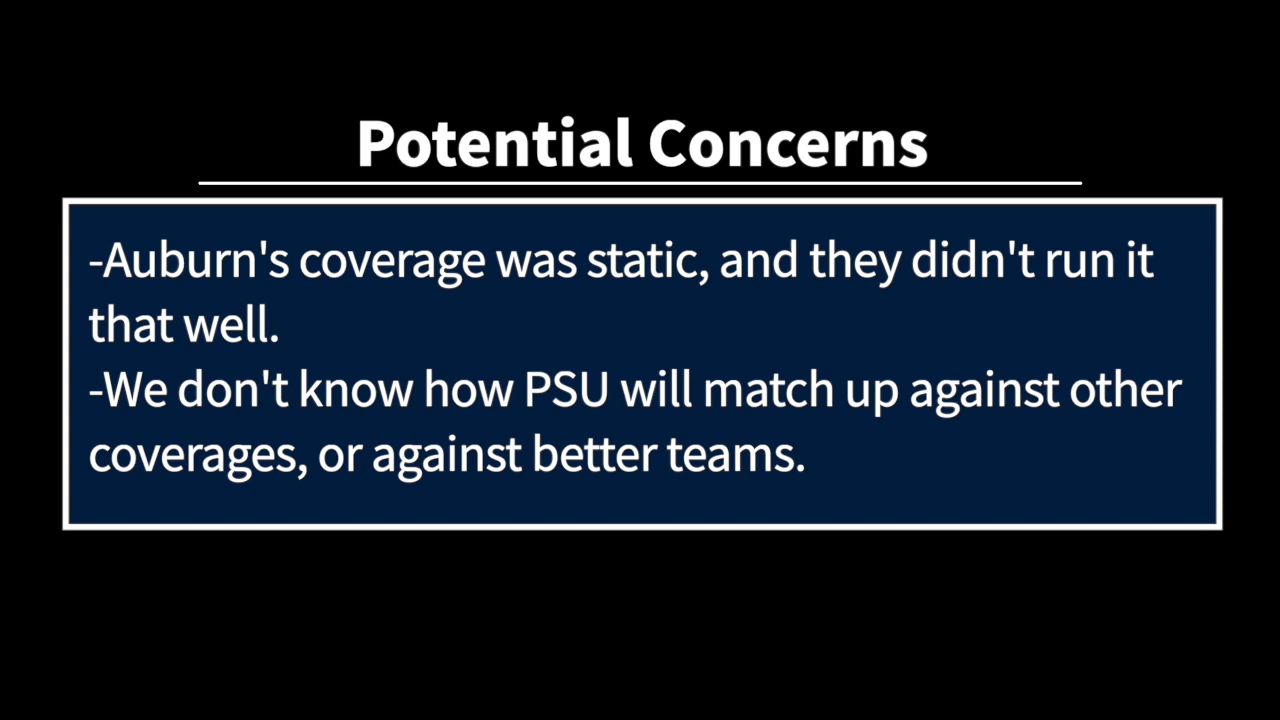 Potential Concerns
-Auburn's coverage was static, and they didn't run it
that well.
-We don't know how PSU will match up against other
coverages, or against better teams.